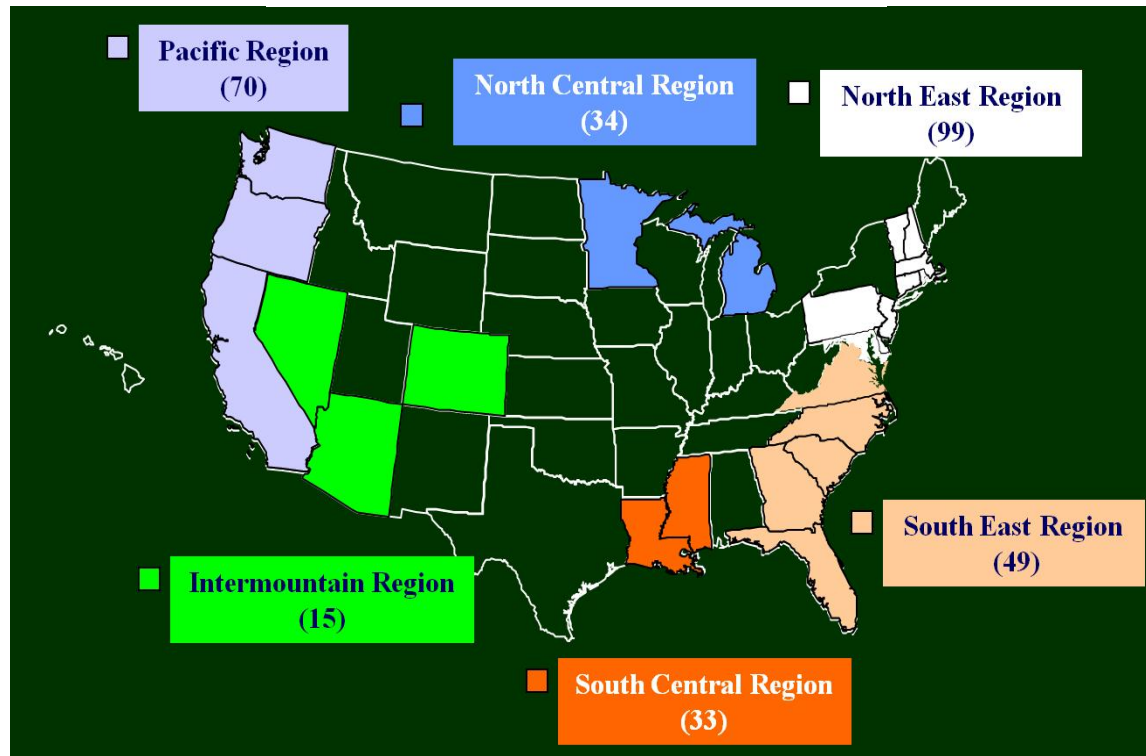 Pacific Region
(70)
North Central Region
(34)
North East Region
(99)
South East Region
(49)
Intermountain Region
(15)
South Central Region
(33)